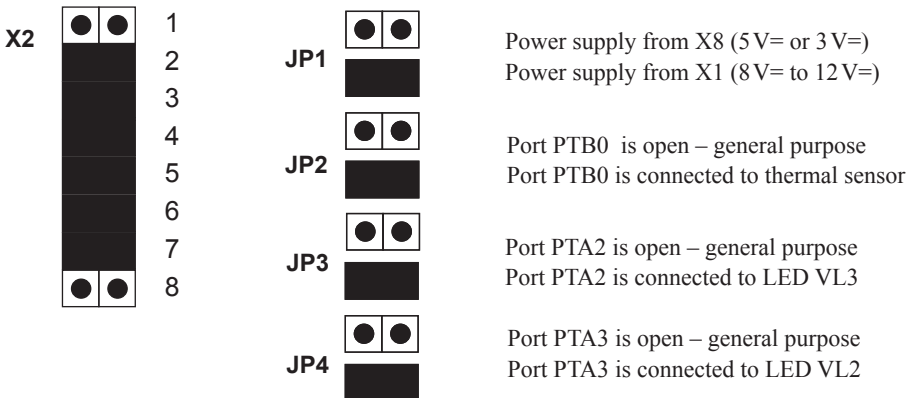 X2
1
2
3
4
5
6
7
8
JP1
Power supply from X8 (5 V= or 3 V=)
Power supply from X1 (8 V= to 12 V=)
JP2
Port PTB0 is open – general purpose
Port PTB0 is connected to thermal sensor
JP3
Port PTA2 is open – general purpose
Port PTA2 is connected to LED VL3
JP4
Port PTA3 is open – general purpose
Port PTA3 is connected to LED VL2